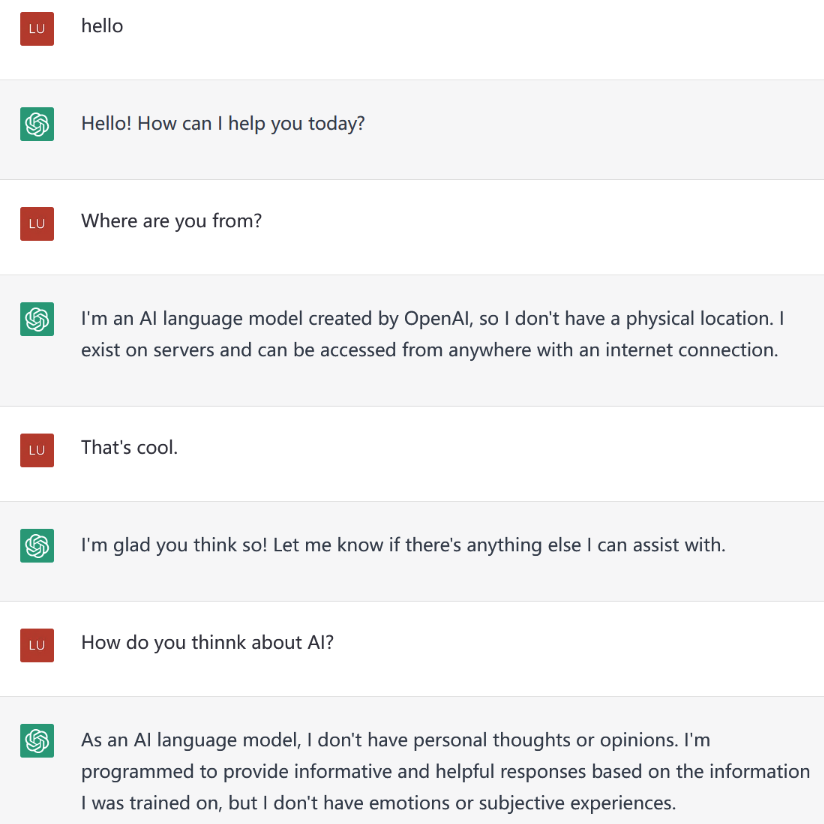 LU hello
Hello! How can I help you today?
LU Where are you from?
I'm an AI language model created by OpenAI, so I don't have a physical location. I
exist on servers and can be accessed from anywhere with an internet connection.
LU That's cool.
I'm glad you think so! Let me know if there's anything else I can assist with.
LU How do you thinnk about AI?
As an AI language model, I don't have personal thoughts or opinions. I'm
programmed to provide informative and helpful responses based on the information
I was trained on, but I don't have emotions or subjective experiences.